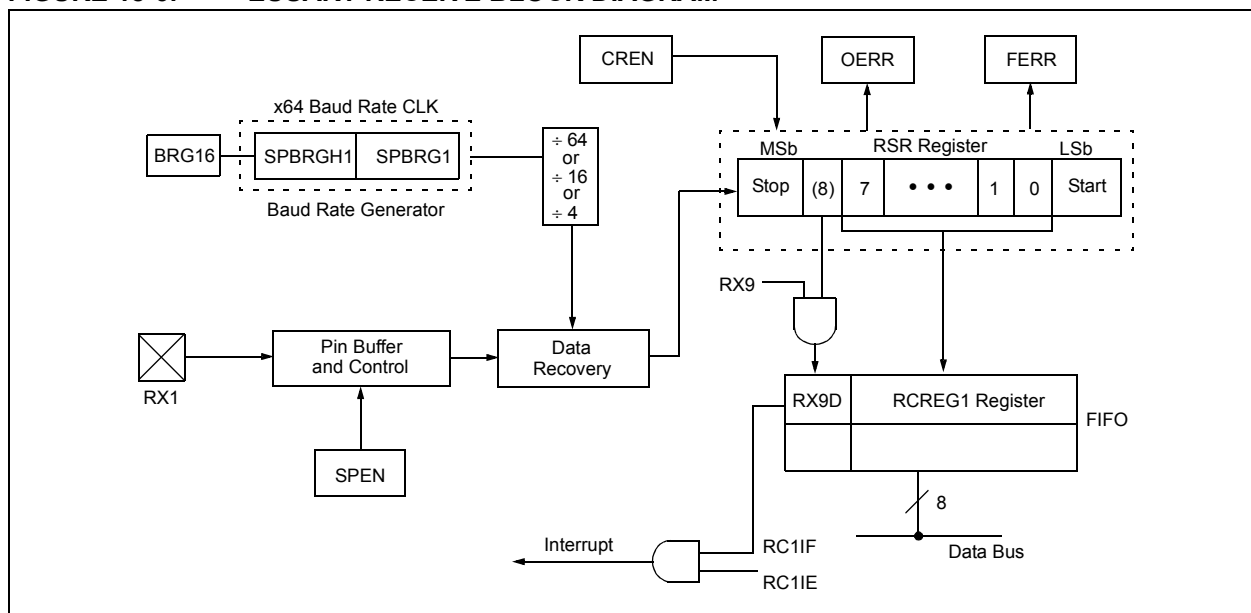 CREN
OERR
FERR
x64 Baud Rate CLK
BRG16
SPBRGH1
SPBRG1
Baud Rate Generator
÷ 64
or
÷ 16
or
÷ 4
MSb
RSR Register
LSb
Stop
(8)
7
• • •
1
0
Start
RX9
RX1
Pin Buffer
and Control
Data
Recovery
SPEN
RX9D
RCREG1 Register
FIFO
8
Data Bus
Interrupt
RC1IF
RC1IE